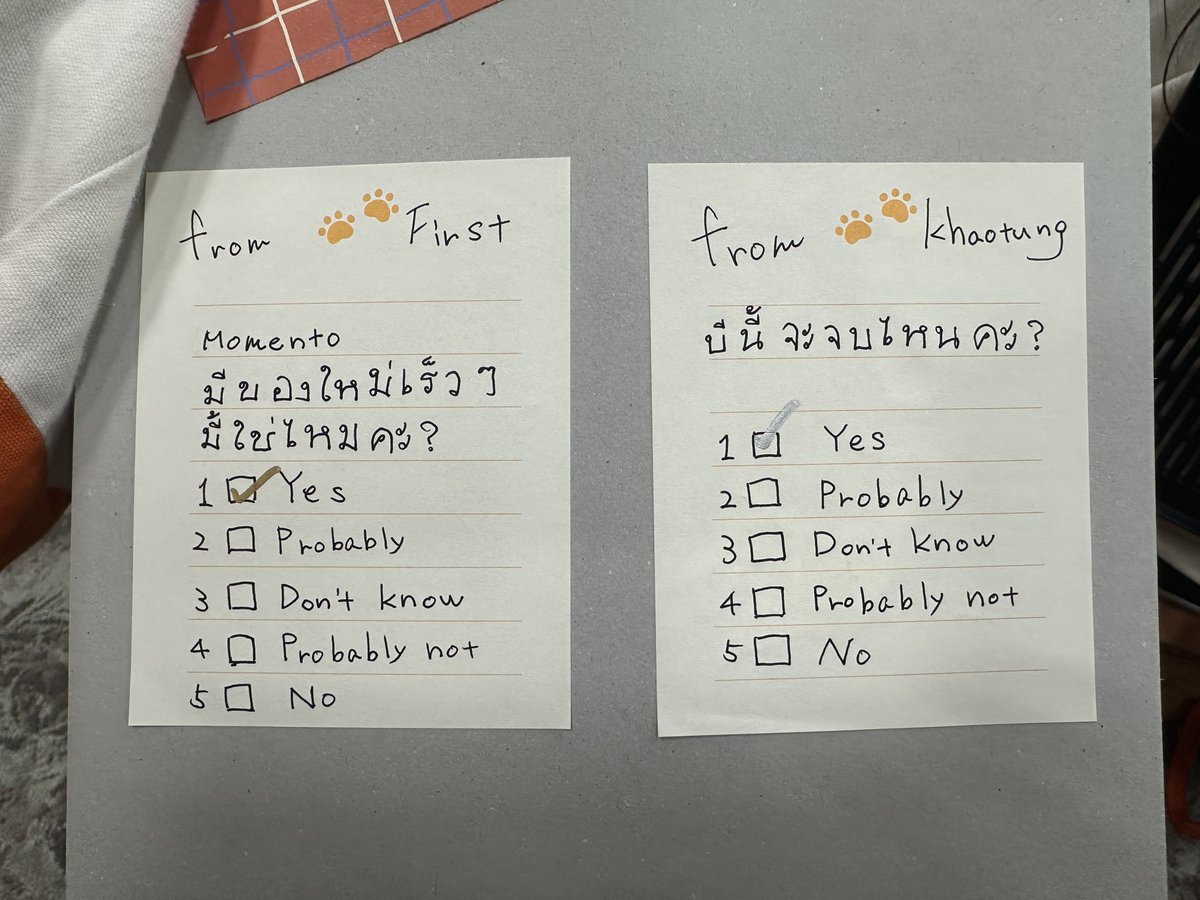 from First
Momento
มีของใหม่เร็วๆ
นี้ใช่ไหมคะ?
1 Yes
2 Probably
3 Don't know
4 Probably not
5 No
from khaotung
ปีนี้จะจบไหนคะ?
1 Yes
2 Probably
3 Don't know
4 Probably not
5 No